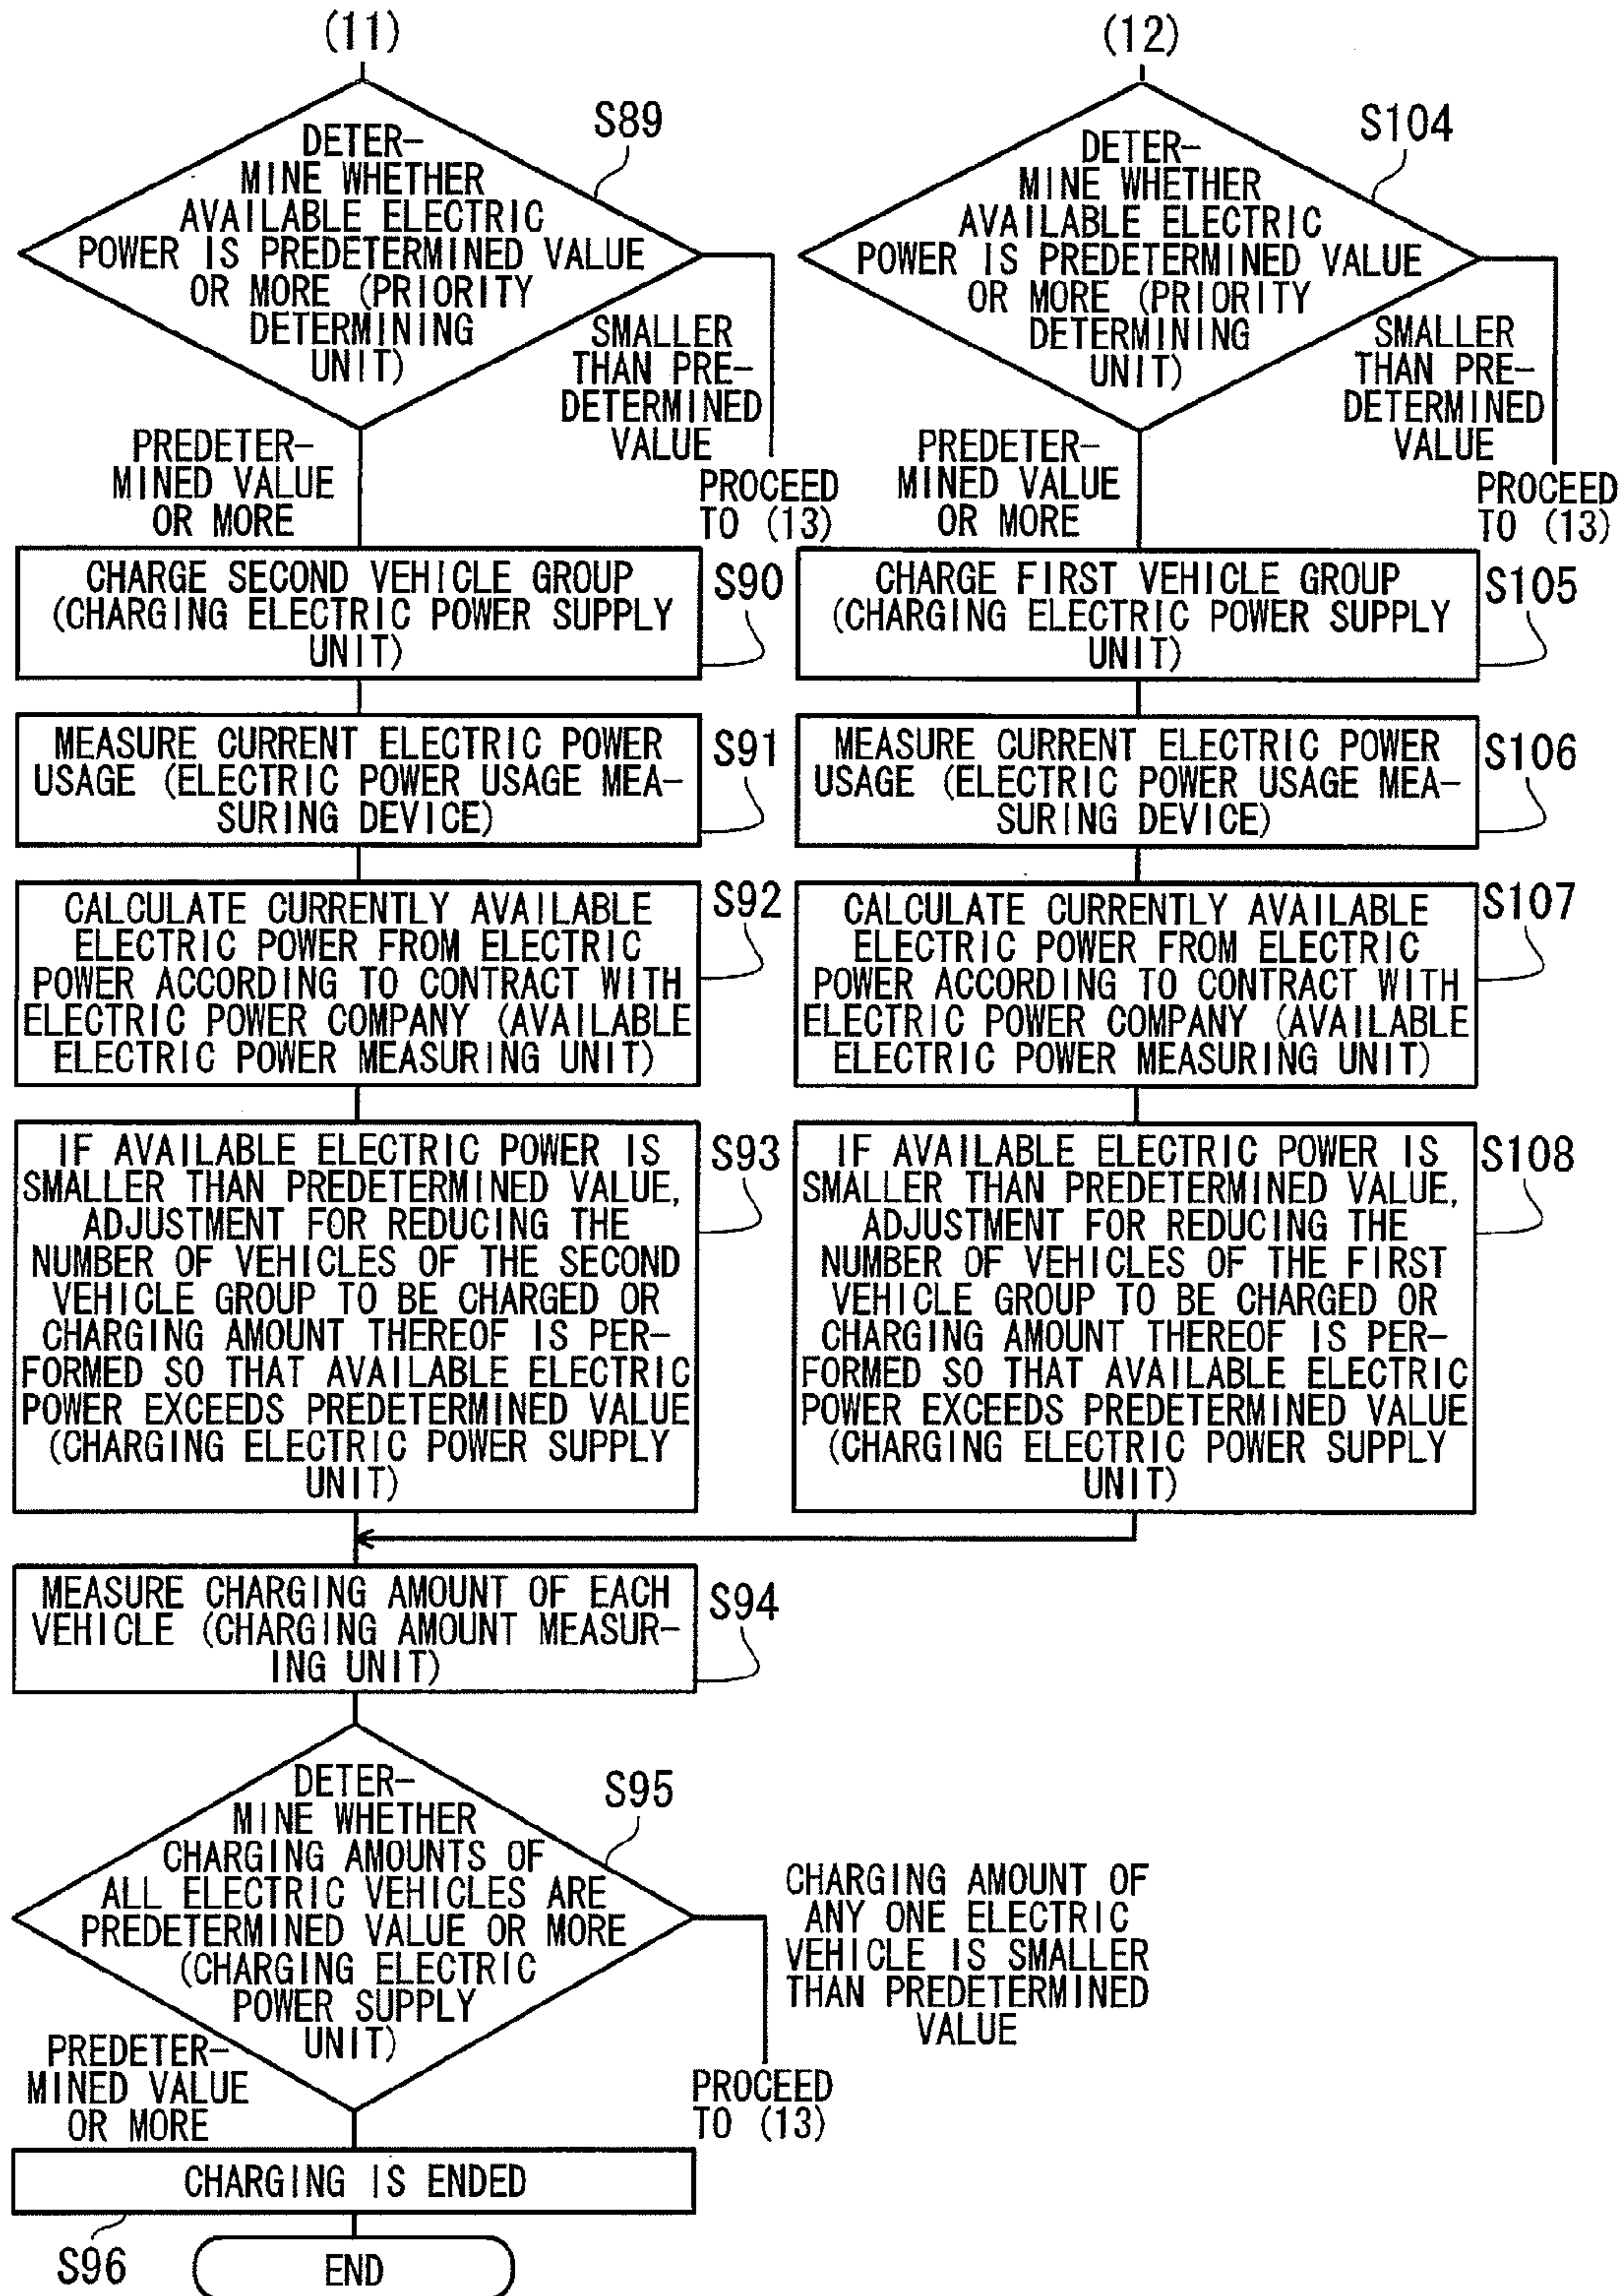 (11)
DETER-
MINE WHETHER
AVAILABLE ELECTRIC
POWER IS PREDETERMINED VALUE
OR MORE (PRIORITY
DETERMINING
UNIT)
S89
SMALLER
THAN PRE-
DETERMINED
VALUE
PROCEED
TO (13)
PREDETER-
MINED VALUE
OR MORE
CHARGE SECOND VEHICLE GROUP
(CHARGING ELECTRIC POWER SUPPLY
UNIT)
S90
MEASURE CURRENT ELECTRIC POWER
USAGE (ELECTRIC POWER USAGE MEA-
SURING DEVICE)
S91
CALCULATE CURRENTLY AVAILABLE
ELECTRIC POWER FROM ELECTRIC
POWER ACCORDING TO CONTRACT WITH
ELECTRIC POWER COMPANY (AVAILABLE
ELECTRIC POWER MEASURING UNIT)
S92
IF AVAILABLE ELECTRIC POWER IS
SMALLER THAN PREDETERMINED VALUE,
ADJUSTMENT FOR REDUCING THE
NUMBER OF VEHICLES OF THE SECOND
VEHICLE GROUP TO BE CHARGED OR
CHARGING AMOUNT THEREOF IS PER-
FORMED SO THAT AVAILABLE ELECTRIC
POWER EXCEEDS PREDETERMINED VALUE
(CHARGING ELECTRIC POWER SUPPLY
UNIT)
S93
(12)
DETER-
MINE WHETHER
AVAILABLE ELECTRIC
POWER IS PREDETERMINED VALUE
OR MORE (PRIORITY
DETERMINING
UNIT)
S104
SMALLER
THAN PRE-
DETERMINED
VALUE
PROCEED
TO (13)
PREDETER-
MINED VALUE
OR MORE
CHARGE FIRST VEHICLE GROUP
(CHARGING ELECTRIC POWER SUPPLY
UNIT)
S105
MEASURE CURRENT ELECTRIC POWER
USAGE (ELECTRIC POWER USAGE MEA-
SURING DEVICE)
S106
CALCULATE CURRENTLY AVAILABLE
ELECTRIC POWER FROM ELECTRIC
POWER ACCORDING TO CONTRACT WITH
ELECTRIC POWER COMPANY (AVAILABLE
ELECTRIC POWER MEASURING UNIT)
S107
IF AVAILABLE ELECTRIC POWER IS
SMALLER THAN PREDETERMINED VALUE,
ADJUSTMENT FOR REDUCING THE
NUMBER OF VEHICLES OF THE FIRST
VEHICLE GROUP TO BE CHARGED OR
CHARGING AMOUNT THEREOF IS PER-
FORMED SO THAT AVAILABLE ELECTRIC
POWER EXCEEDS PREDETERMINED VALUE
(CHARGING ELECTRIC POWER SUPPLY
UNIT)
S108
MEASURE CHARGING AMOUNT OF EACH
VEHICLE (CHARGING AMOUNT MEASUR-
ING UNIT)
S94
DETER-
MINE WHETHER
CHARGING AMOUNTS OF
ALL ELECTRIC VEHICLES ARE
PREDETERMINED VALUE OR MORE
(CHARGING ELECTRIC
POWER SUPPLY
UNIT)
S95
CHARGING AMOUNT OF
ANY ONE ELECTRIC
VEHICLE IS SMALLER
THAN PREDETERMINED
VALUE
PROCEED
TO (13)
PREDETER-
MINED VALUE
OR MORE
CHARGING IS ENDED
S96
END